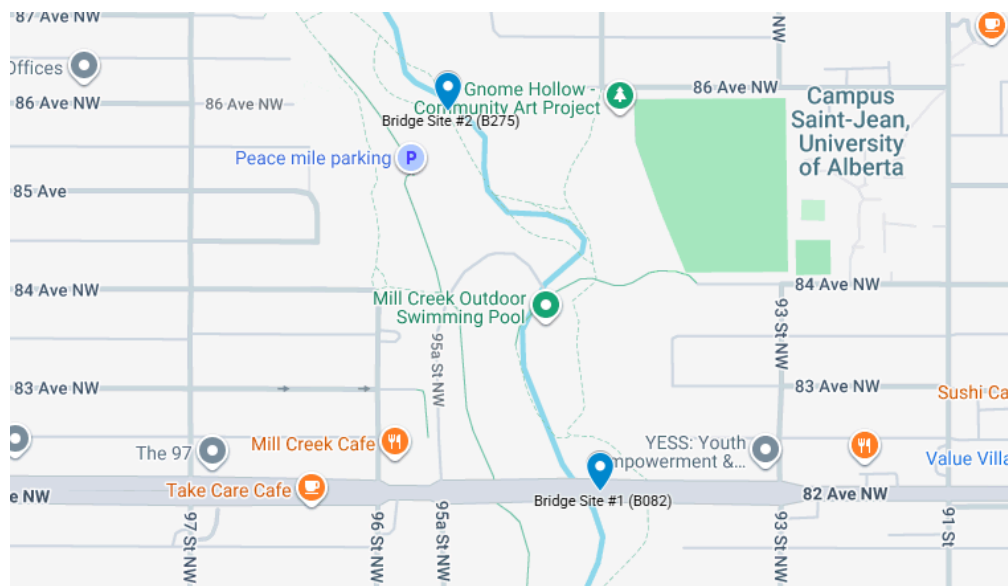 87 Ave NW
NW
Offices
86 Ave NW
86 Ave NW
Gnome Hollow -
Community Art Project
86 Ave NW
Bridge Site #2 (B275)
Campus
Saint-Jean,
University
of Alberta
Peace mile parking
P
85 Ave
84 Ave NW
84 Ave NW
Mill Creek Outdoor
Swimming Pool
95a St NW
93 St NW
83 Ave NW
83 Ave NW
Sushi Ca
Mill Creek Cafe
The 97
YESS: Youth
mpowerment &...
Value Villa
Take Care Cafe
e NW
82 Ave NW
Bridge Site #1 (B082)
97 St NW
96 St NW
95a St NW
93 St NW
91 St